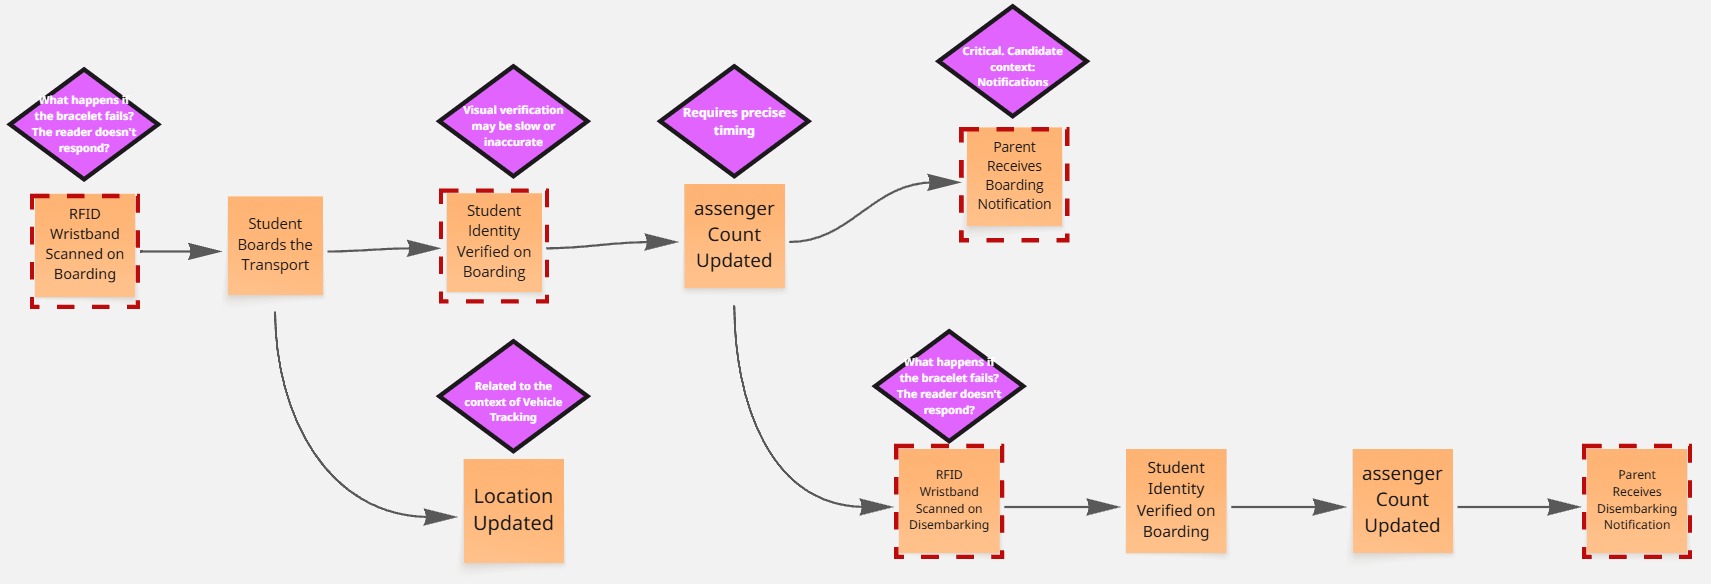 Critical. Candidate
context:
Notifications
What happens if
the bracelet fails?
The reader doesn't
respond?
Visual verification
may be slow or
inaccurate
Requires precise
timing
Parent
Receives
Boarding
Notification
RFID
Wristband
Scanned on
Boarding
Student
Boards the
Transport
Student
Identity
Verified on
Boarding
assenger
Count
Updated
Related to the
context of Vehicle
Tracking
Location
Updated
What happens if
the bracelet fails?
The reader doesn't
respond?
RFID
Wristband
Scanned on
Disembarking
Student
Identity
Verified on
Boarding
assenger
Count
Updated
Parent
Receives
Disembarking
Notification